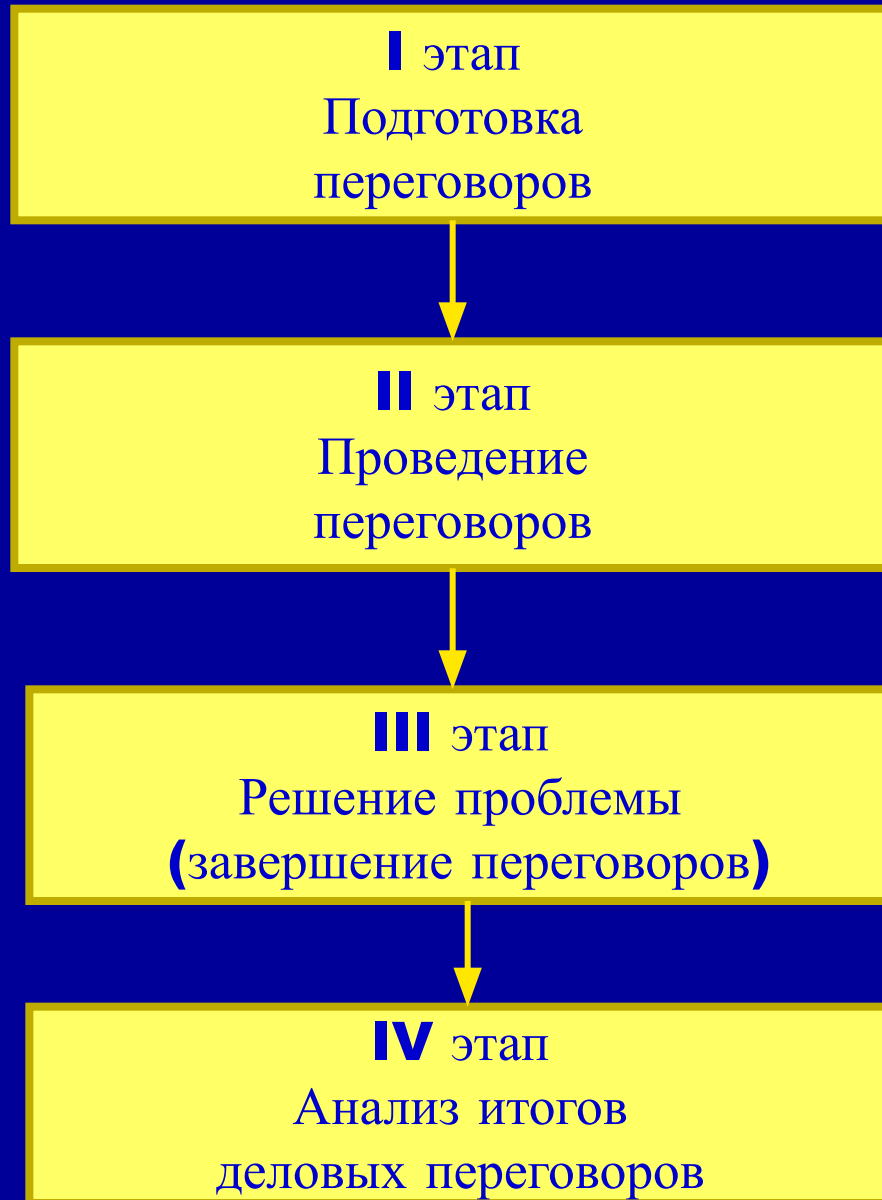 I этап
Подготовка
переговоров
II этап
Проведение
переговоров
III этап
Решение проблемы
(завершение переговоров)
IV этап
Анализ итогов
деловых переговоров